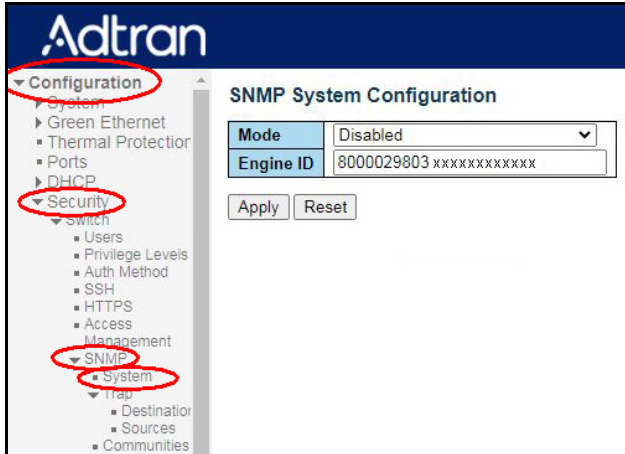 Adtran
Configuration
System
Green Ethernet
Thermal Protection
Ports
DHCP
Security
Switch
Users
Privilege Levels
Auth Method
SSH
HTTPS
Access
Management
SNMP
System
Trap
Destination
Sources
Communities
SNMP System Configuration
Mode Disabled
Engine ID 8000029803 xxxxxxxxxxxx
Apply Reset